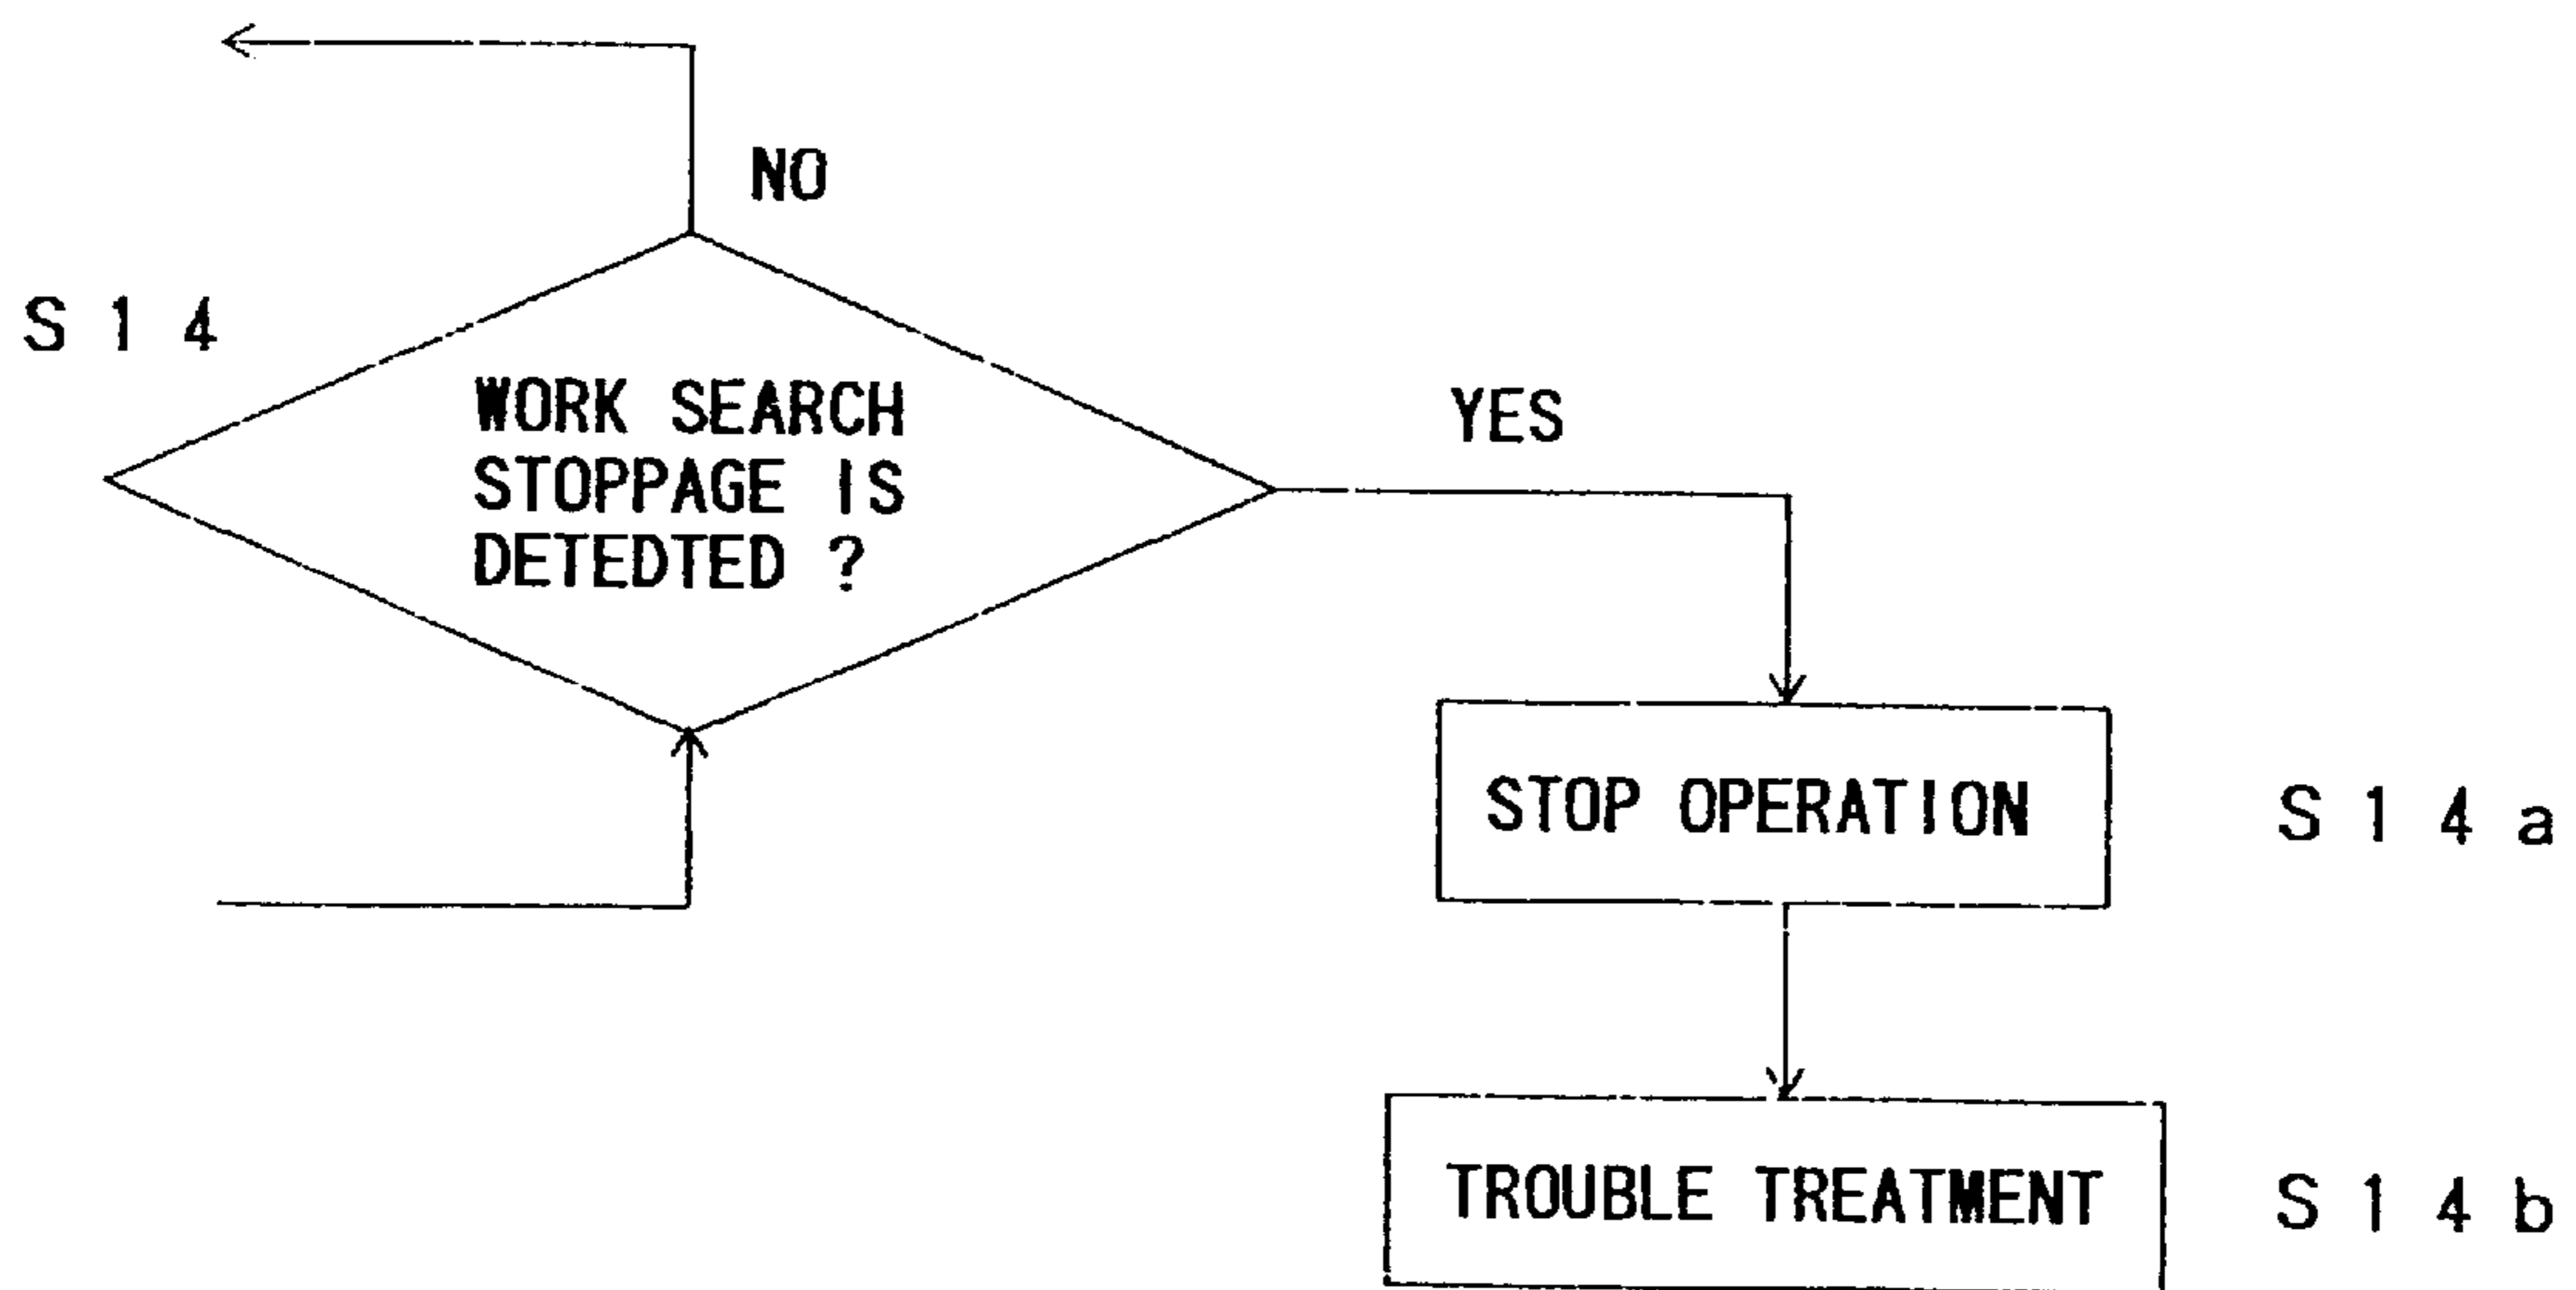 NO
S 1 4
WORK SEARCH
STOPPAGE IS
DETEDTED ?
YES
STOP OPERATION
S 1 4 a
TROUBLE TREATMENT
S 1 4 b